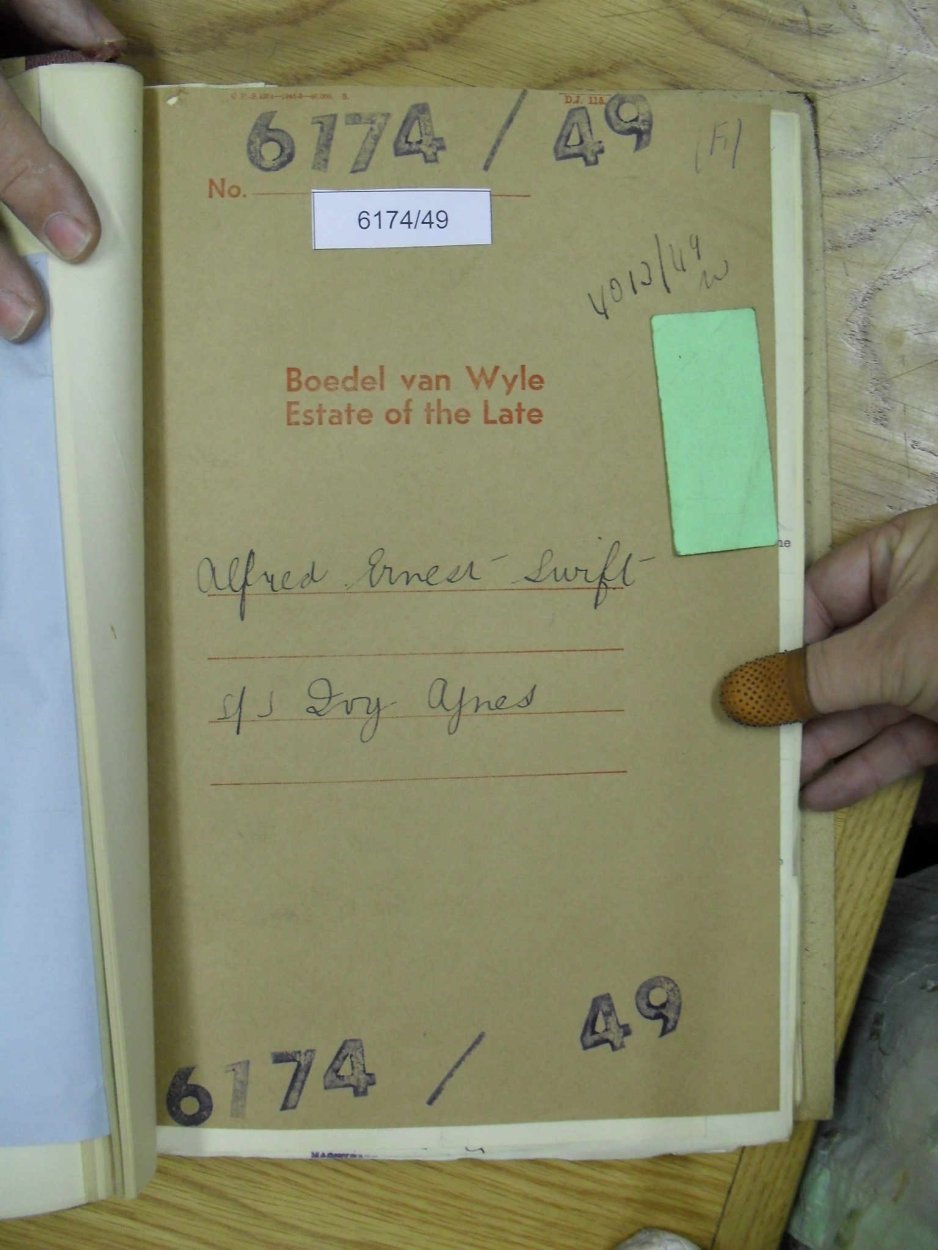 D.J. 11A
6174 / 49
(F)
No.
6174/49
4013/49
Boedel van Wyle
Estate of the Late
Alfred Ernest Swift
s/s Ivy Agnes
6174 / 49